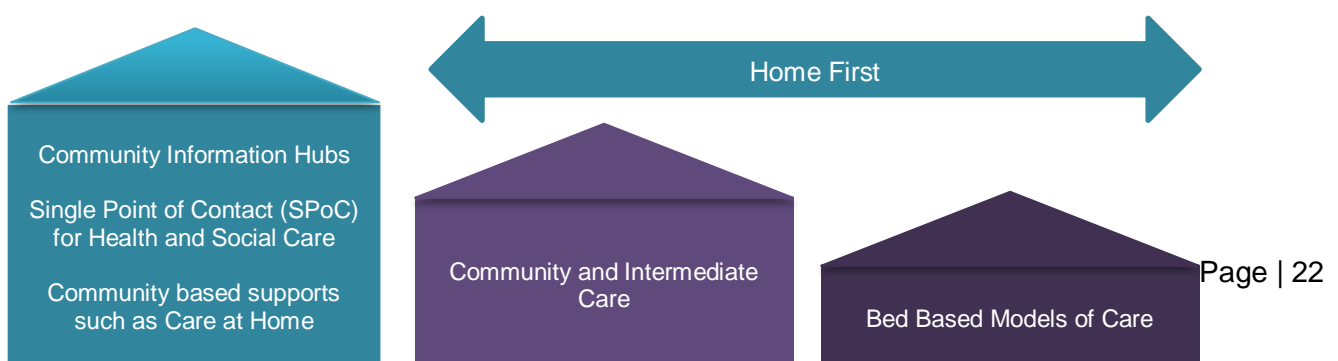 Home First
Community Information Hubs
Single Point of Contact (SPoC)
for Health and Social Care
Community based supports
such as Care at Home
Community and Intermediate
Care
Bed Based Models of Care
Page | 22